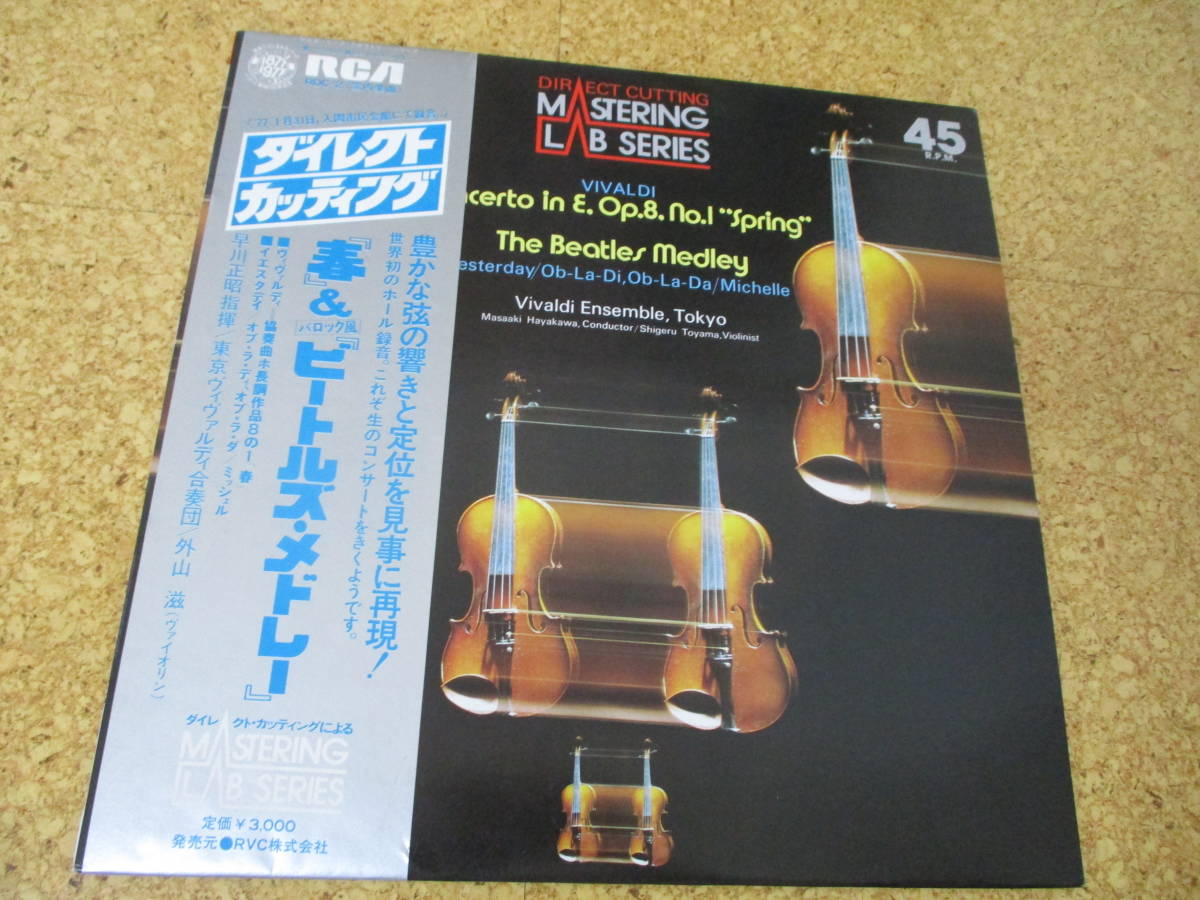 1877 1977
RCA
'77.1月31日、入間市民会館にて録音
ダイレクト
カッティング
豊かな弦の響きと定位を見事に再現！
世界初のホール録音。これぞ生のコンサートをきくようです。
『春』&『ビートルズ・メドレー』
[バロック風]
■ヴィヴァルディ 協奏曲ホ長調作品8の1 春
■イエスタデイ オブ・ラ・ディ、オブ・ラ・ダ/ミッシェル
早川正昭指揮/東京ヴィヴァルディ合奏団/外山 滋(ヴァイオリン)
ダイレクト・カッティングによる
MASTERING
LAB SERIES
定価¥3,000
発売元●RVC株式会社
DIRECT CUTTING
MASTERING
LAB SERIES
45
R.P.M.
VIVALDI
ncerto in E, Op.8, No.1 "Spring"
The Beatles Medley
esterday/Ob-La-Di,Ob-La-Da/Michelle
Vivaldi Ensemble, Tokyo
Masaaki Hayakawa, Conductor/Shigeru Toyama, Violinist